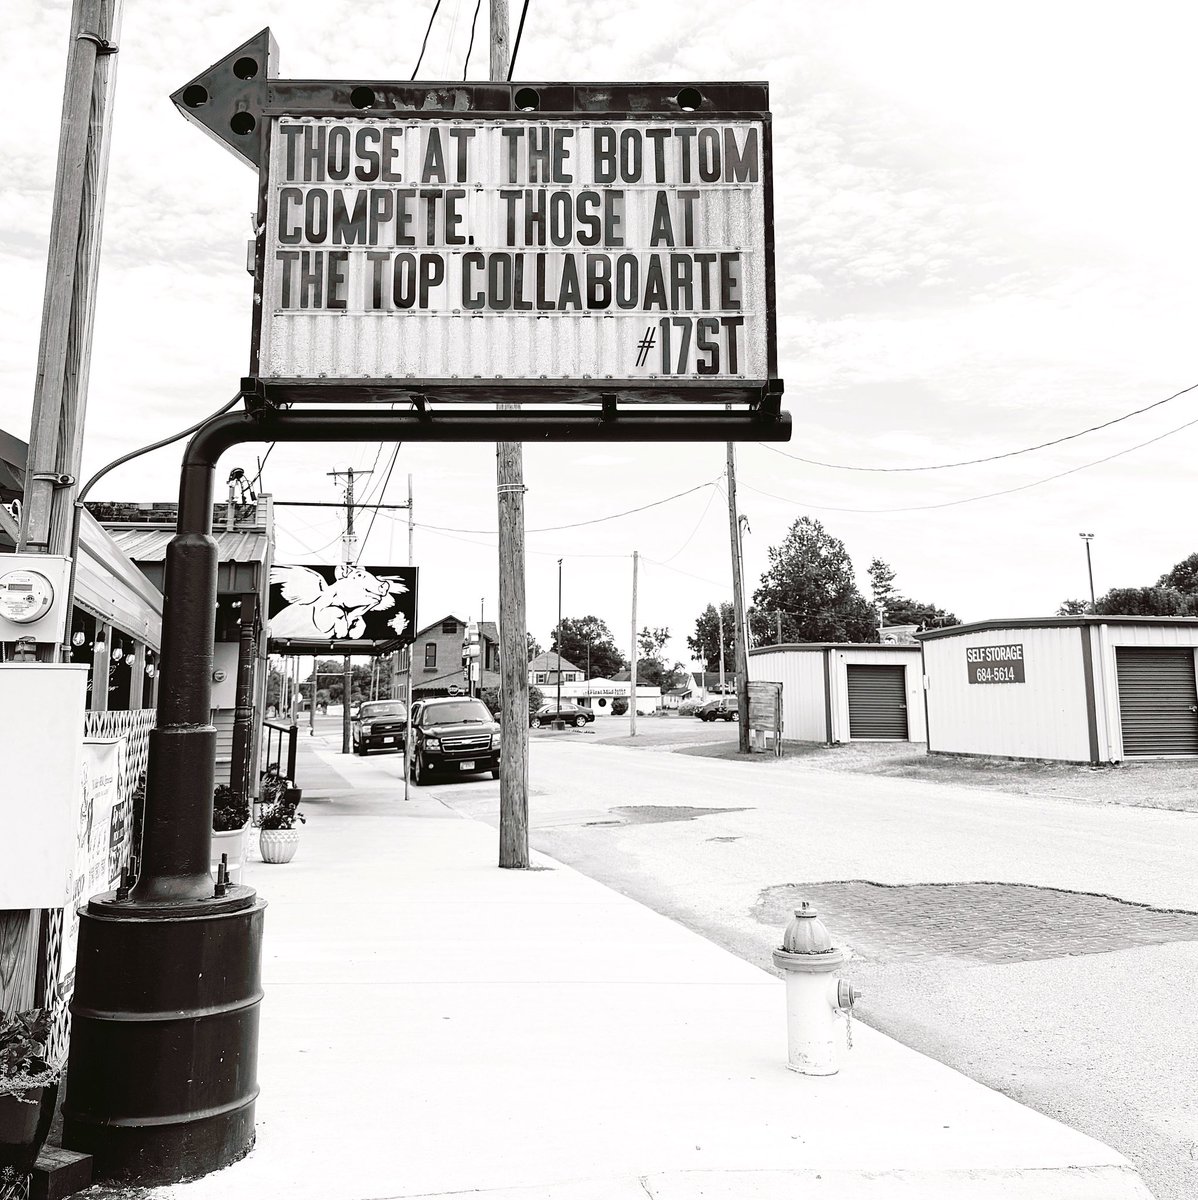 THOSE AT THE BOTTOM
COMPETE. THOSE AT
THE TOP COLLABOARTE
#17ST
SELF STORAGE
684-5614